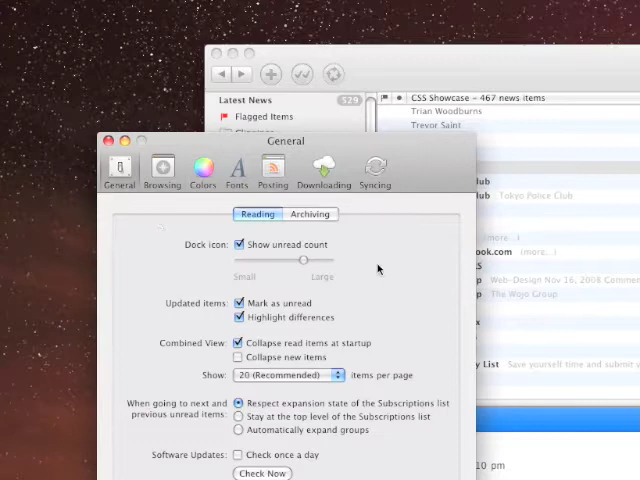 Latest News 529
Flagged Items
CSS Showcase – 467 news items
Trian Woodburns
Trevor Saint
General
General Browsing Colors Fonts Posting Downloading Syncing
Reading Archiving
Dock icon: Show unread count
Small Large
Updated items: Mark as unread
Highlight differences
Combined View: Collapse read items at startup
Collapse new items
Show: 20 (Recommended) items per page
When going to next and
previous unread items:
Respect expansion state of the Subscriptions list
Stay at the top level of the Subscriptions list
Automatically expand groups
Software Updates: Check once a day
Check Now
lub
ub Tokyo Police Club
(more...)
ook.com (more...)
KS
p Web-Design Nov 16, 2008 Comment
p The Wojo Group
x
y List Save yourself time and submit y
10 pm